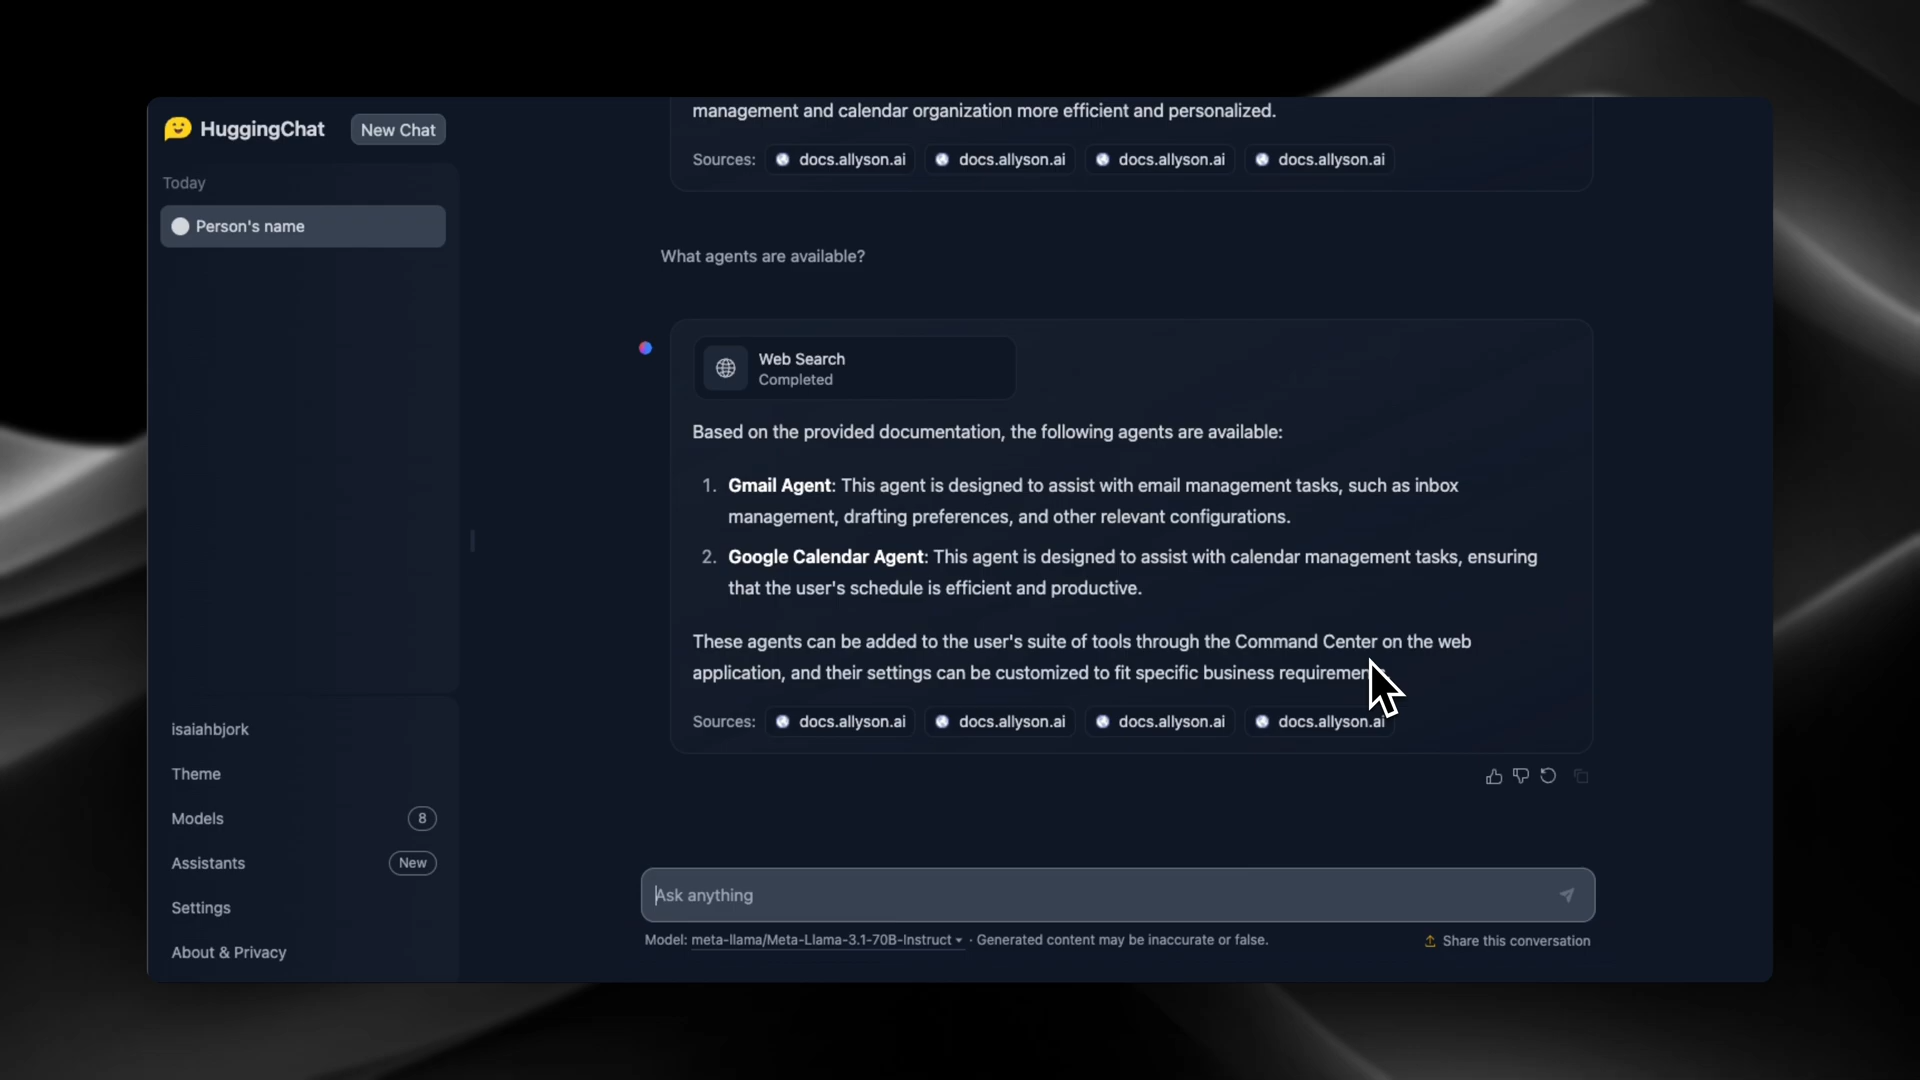 HuggingChat
New Chat
Today
Person's name
isaiahbjork
Theme
Models
8
Assistants
New
Settings
About & Privacy
management and calendar organization more efficient and personalized.
Sources: docs.allyson.ai docs.allyson.ai docs.allyson.ai docs.allyson.ai
What agents are available?
Web Search
Completed
Based on the provided documentation, the following agents are available:
1. Gmail Agent: This agent is designed to assist with email management tasks, such as inbox
management, drafting preferences, and other relevant configurations.
2. Google Calendar Agent: This agent is designed to assist with calendar management tasks, ensuring
that the user's schedule is efficient and productive.
These agents can be added to the user's suite of tools through the Command Center on the web
application, and their settings can be customized to fit specific business requirements.
Sources: docs.allyson.ai docs.allyson.ai docs.allyson.ai docs.allyson.ai
Ask anything
Model: meta-llama/Meta-Llama-3.1-70B-Instruct · Generated content may be inaccurate or false.
Share this conversation